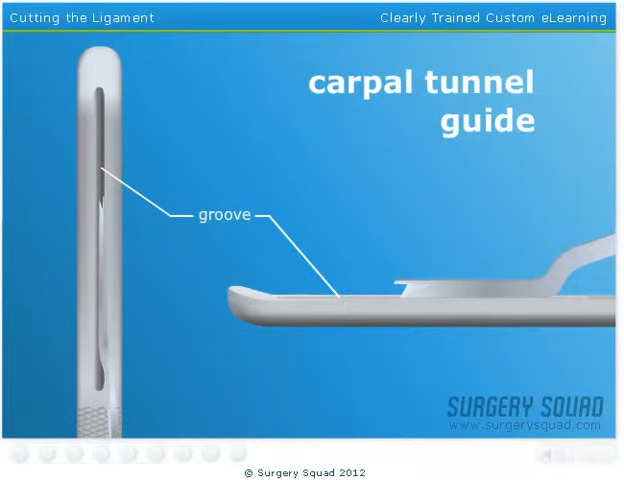 Cutting the Ligament
Clearly Trained Custom eLearning
carpal tunnel
guide
groove
SURGERY SQUAD
www.surgerysquad.com
© Surgery Squad 2012